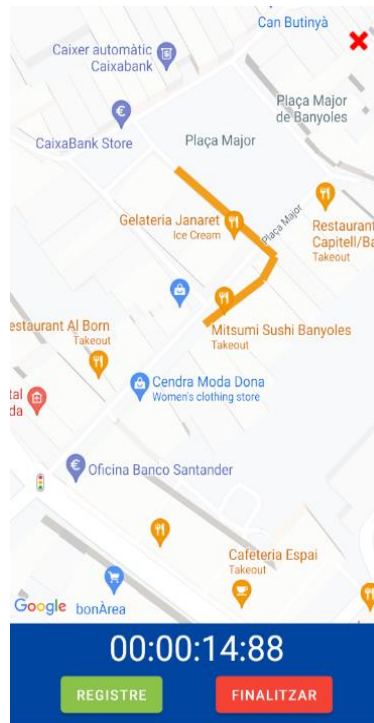 Can Butinyà
Caixer automàtic
Caixabank
Plaça Major
de Banyoles
CaixaBank Store
Plaça Major
Gelateria Janaret
Ice Cream
Plaça Major
Restaurant
Capitell/Ba
Takeout
estaurant Al Born
Takeout
Mitsumi Sushi Banyoles
Takeout
Cendra Moda Dona
Women's clothing store
tal
da
Oficina Banco Santander
Cafeteria Espai
Takeout
Google
bonÀrea
00:00:14:88
REGISTRE
FINALITZAR